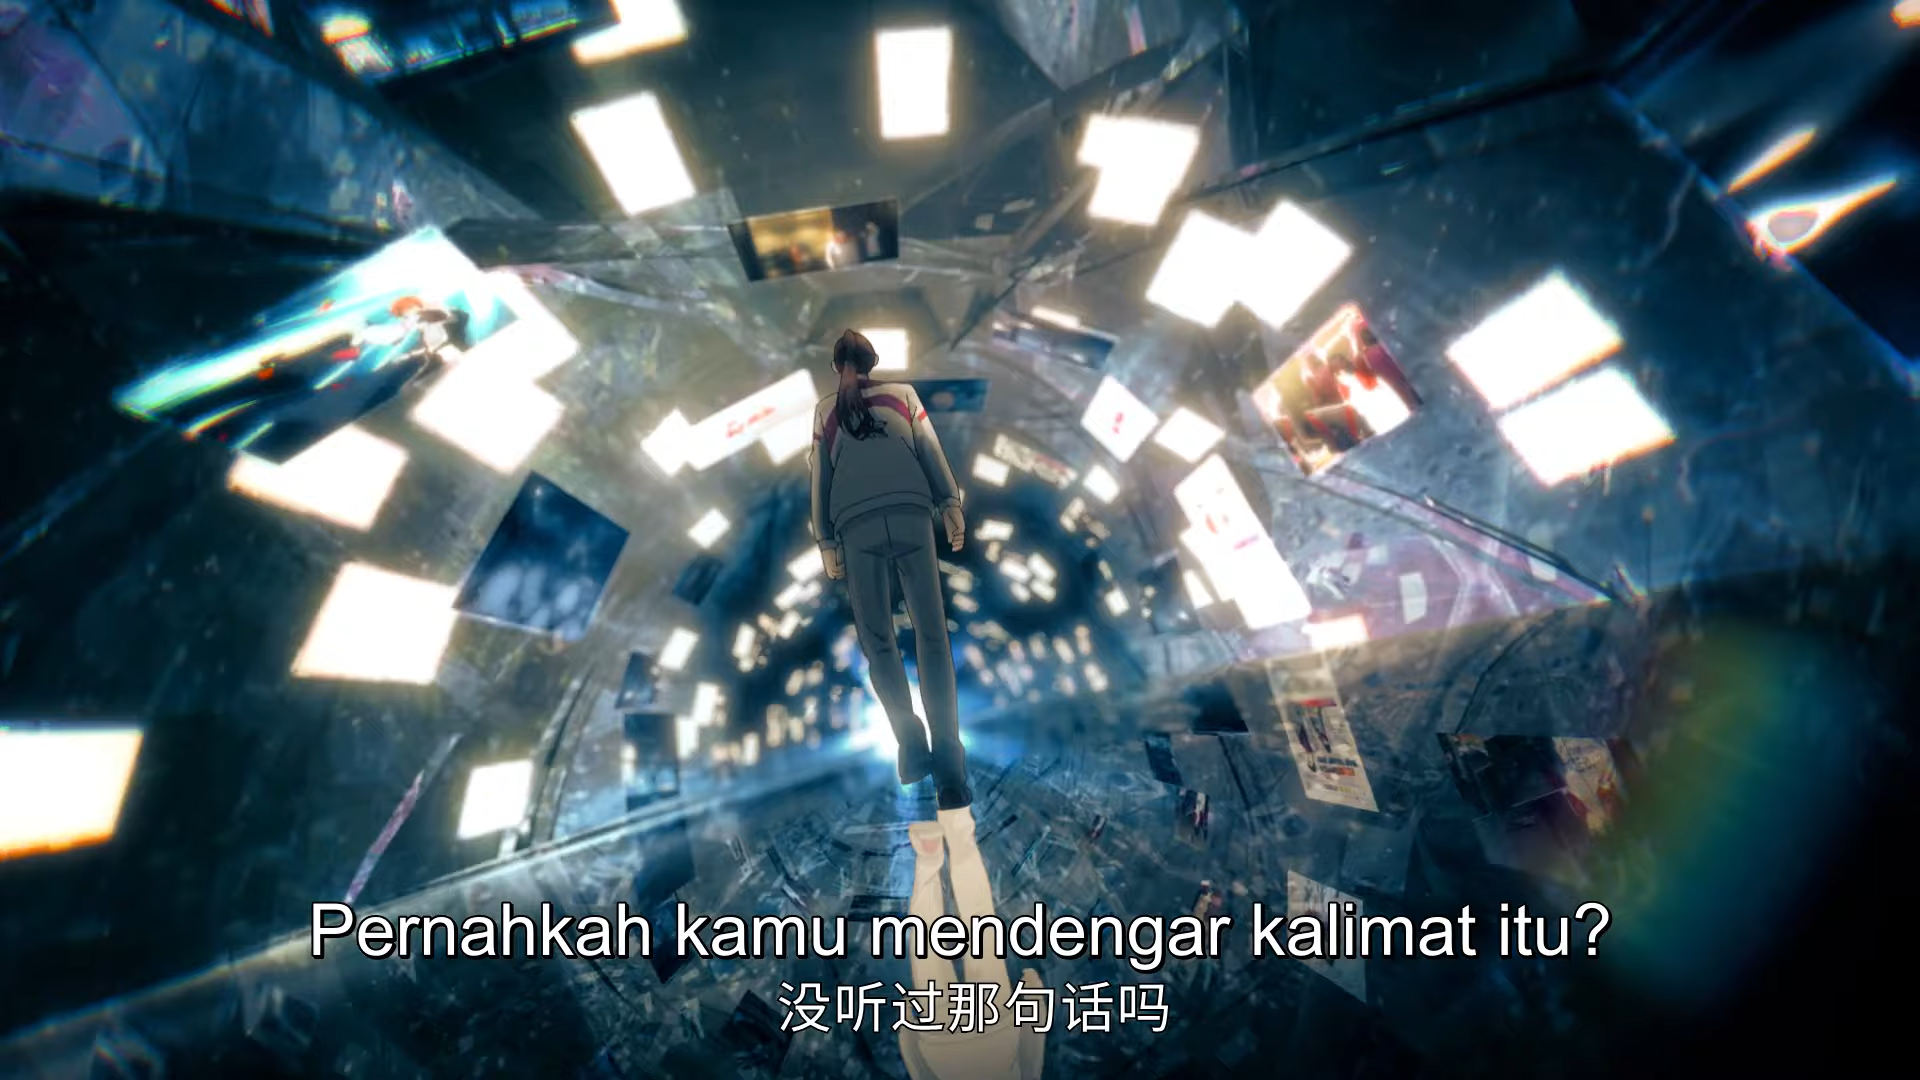 Pernahkah kamu mendengar kalimat itu?
没听过那句话吗